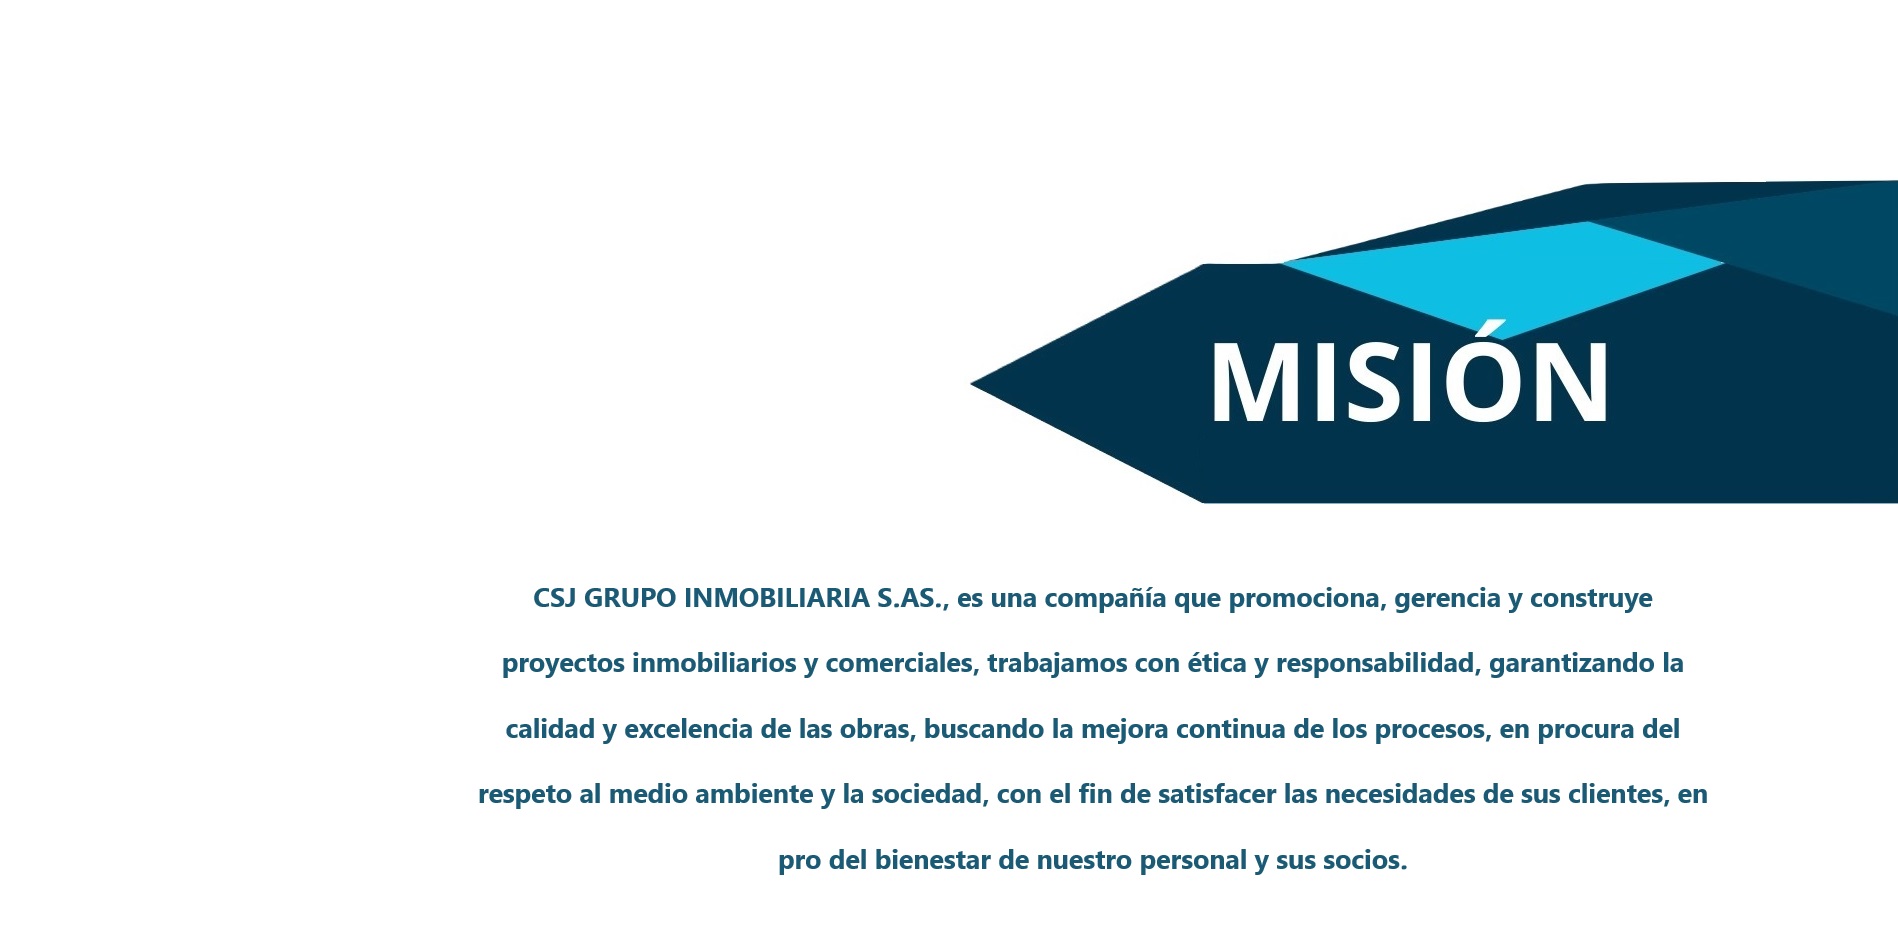 MISIÓN
CSJ GRUPO INMOBILIARIA S.AS., es una compañía que promociona, gerencia y construye
proyectos inmobiliarios y comerciales, trabajamos con ética y responsabilidad, garantizando la
calidad y excelencia de las obras, buscando la mejora continua de los procesos, en procura del
respeto al medio ambiente y la sociedad, con el fin de satisfacer las necesidades de sus clientes, en
pro del bienestar de nuestro personal y sus socios.